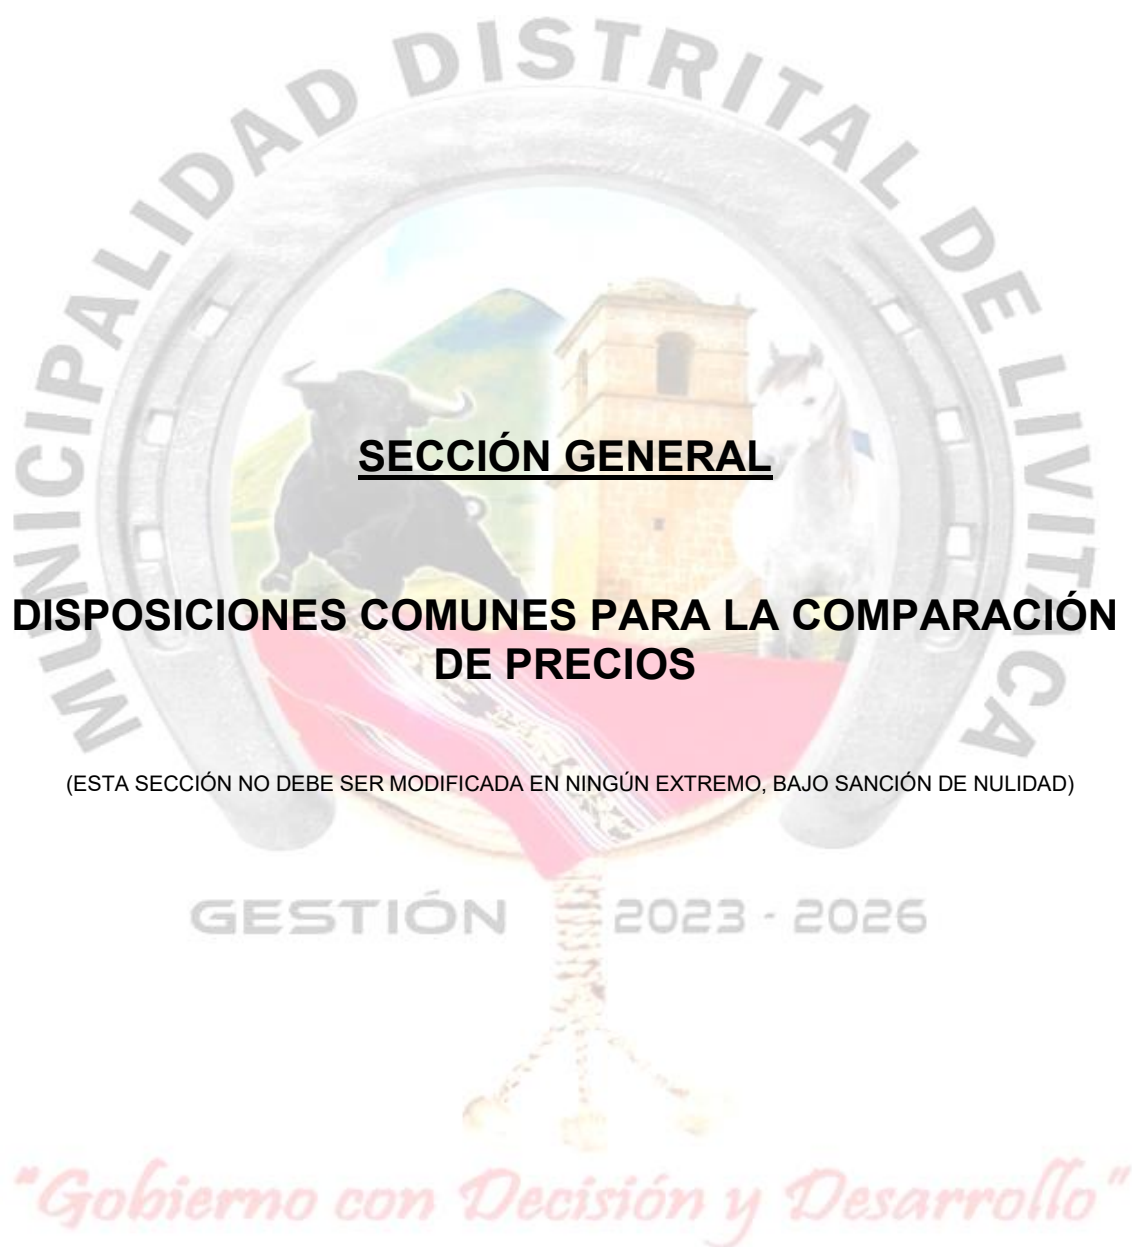 MUNICIPALIDAD DISTRITAL DE LIVITACA
SECCIÓN GENERAL
DISPOSICIONES COMUNES PARA LA COMPARACIÓN
DE PRECIOS
(ESTA SECCIÓN NO DEBE SER MODIFICADA EN NINGÚN EXTREMO, BAJO SANCIÓN DE NULIDAD)
GESTIÓN 2023 - 2026
"Gobierno con Decisión y Desarrollo"